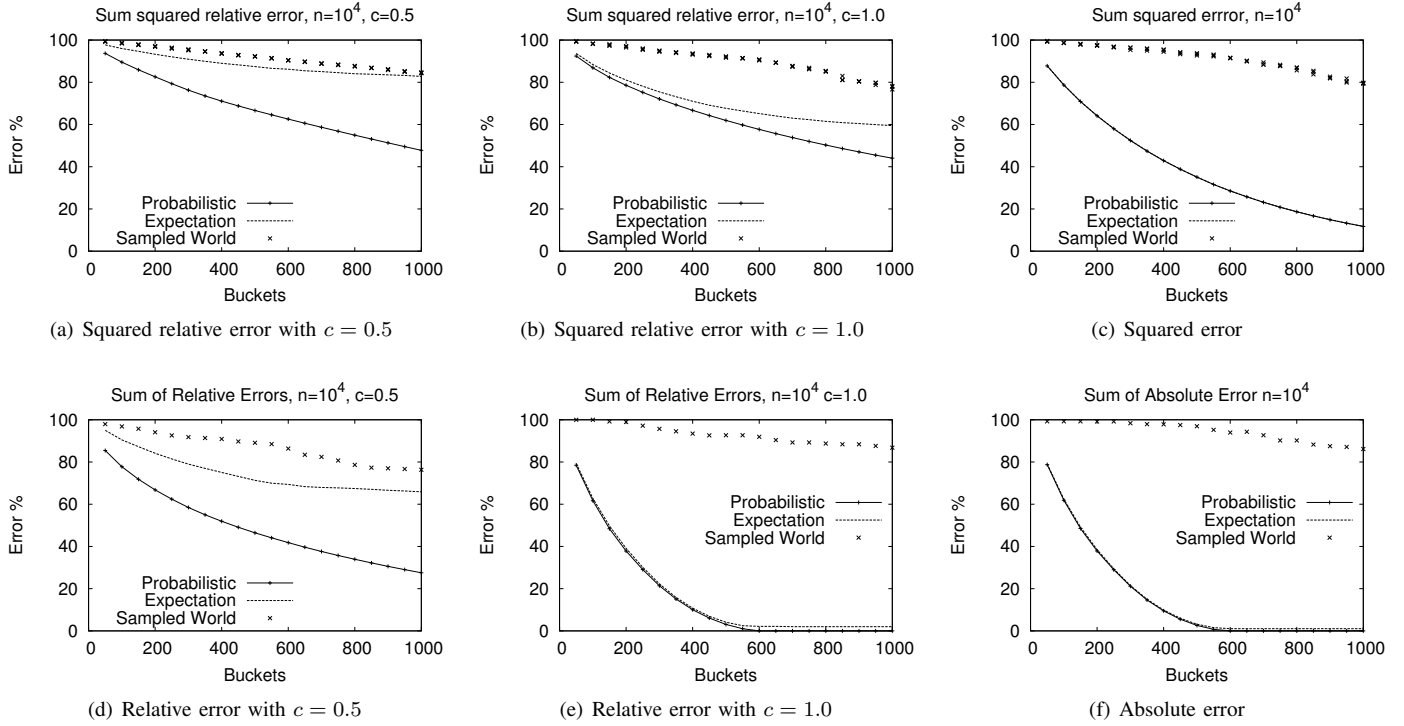 Sum squared relative error, n=10^4, c=0.5
100
80
60
40
20
0
Error %
Probabilistic
Expectation
Sampled World
0 200 400 600 800 1000
Buckets
(a) Squared relative error with c = 0.5
Sum squared relative error, n=10^4, c=1.0
100
80
60
40
20
0
Error %
Probabilistic
Expectation
Sampled World
0 200 400 600 800 1000
Buckets
(b) Squared relative error with c = 1.0
Sum squared errror, n=10^4
100
80
60
40
20
0
Error %
Probabilistic
Expectation
Sampled World
0 200 400 600 800 1000
Buckets
(c) Squared error
Sum of Relative Errors, n=10^4, c=0.5
100
80
60
40
20
0
Error %
Probabilistic
Expectation
Sampled World
0 200 400 600 800 1000
Buckets
(d) Relative error with c = 0.5
Sum of Relative Errors, n=10^4 c=1.0
100
80
60
40
20
0
Error %
Probabilistic
Expectation
Sampled World
0 200 400 600 800 1000
Buckets
(e) Relative error with c = 1.0
Sum of Absolute Error n=10^4
100
80
60
40
20
0
Error %
Probabilistic
Expectation
Sampled World
0 200 400 600 800 1000
Buckets
(f) Absolute error